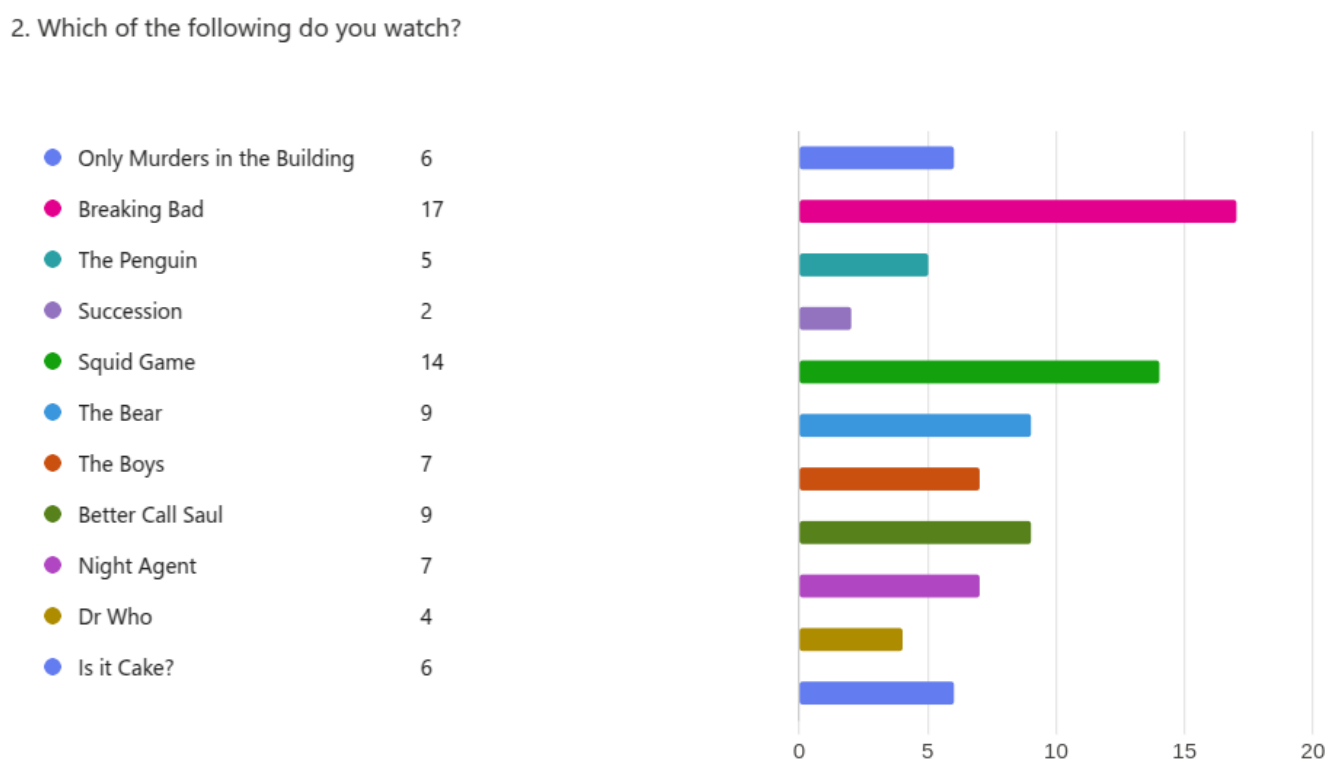 2. Which of the following do you watch?
Only Murders in the Building 6
Breaking Bad 17
The Penguin 5
Succession 2
Squid Game 14
The Bear 9
The Boys 7
Better Call Saul 9
Night Agent 7
Dr Who 4
Is it Cake? 6
0 5 10 15 20